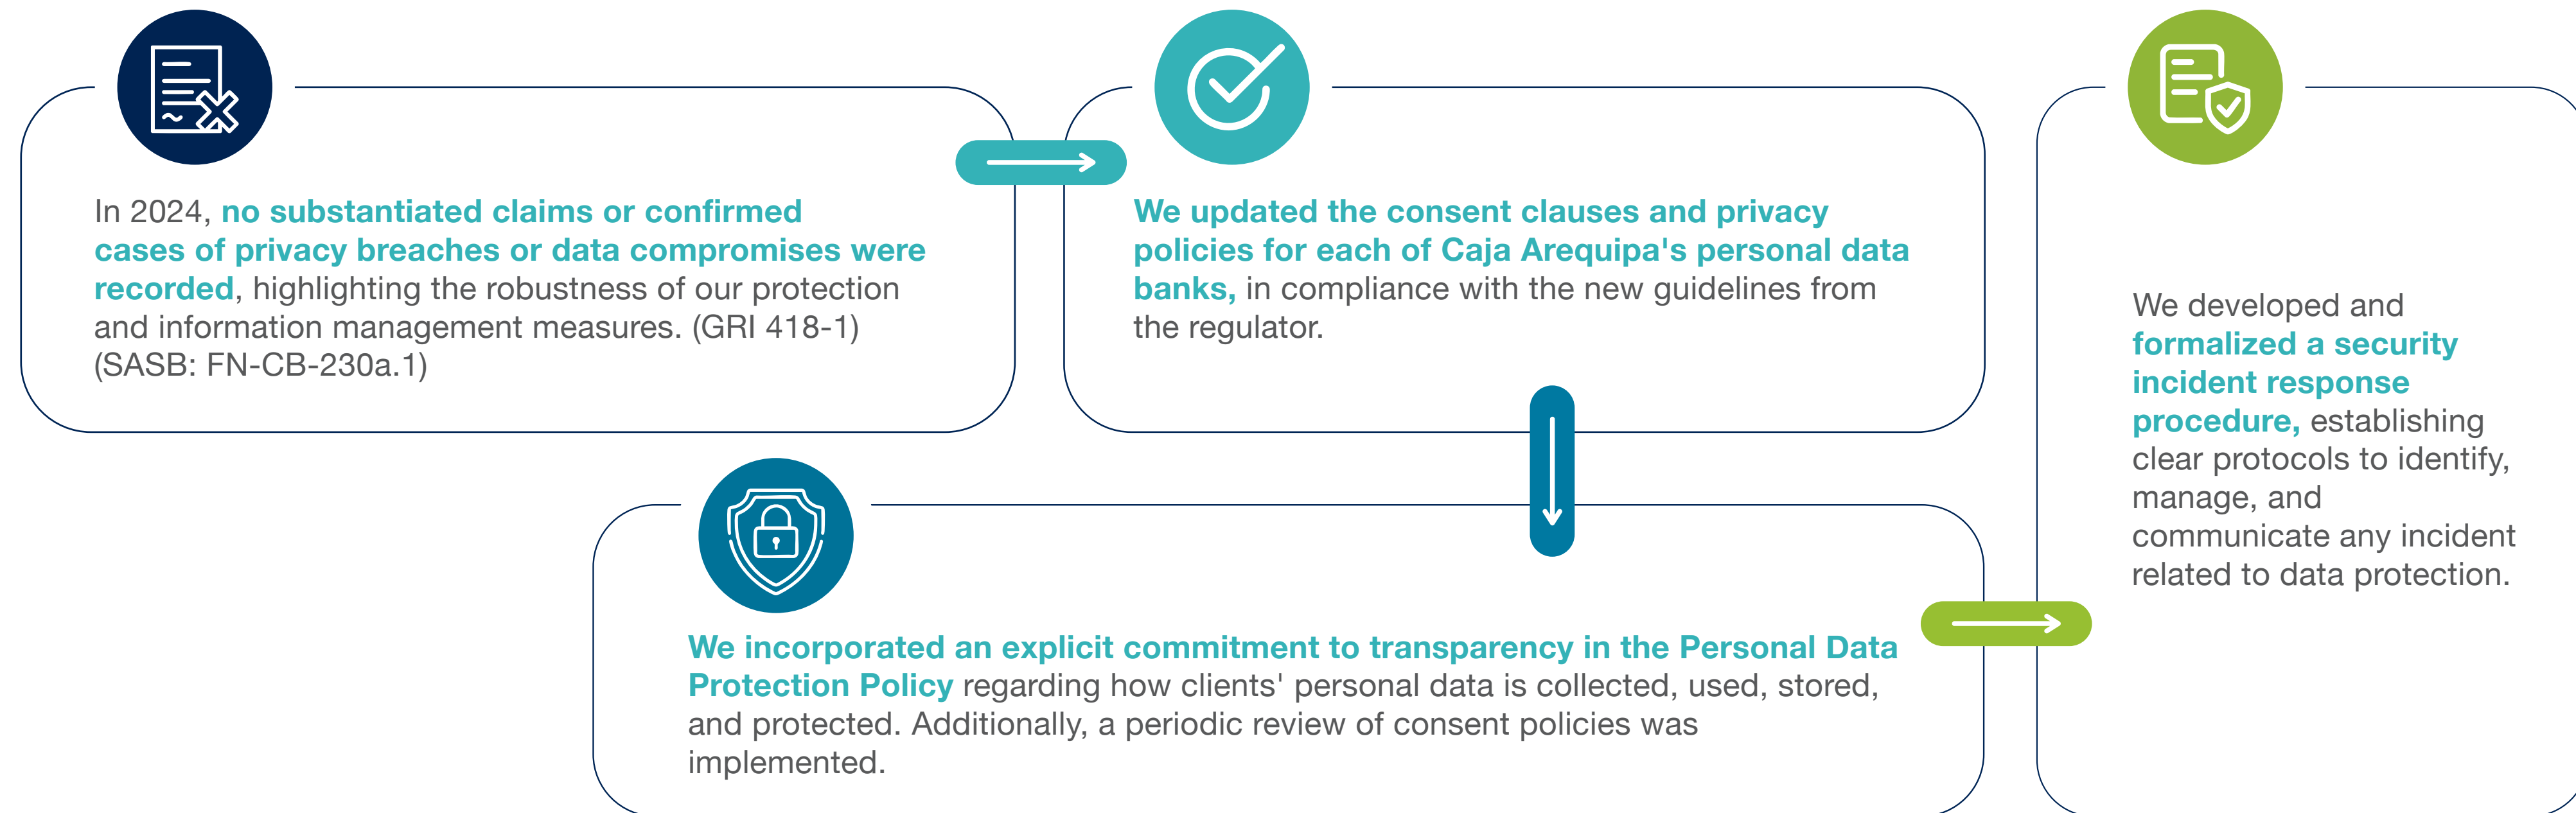 In 2024, no substantiated claims or confirmed
cases of privacy breaches or data compromises were
recorded, highlighting the robustness of our protection
and information management measures. (GRI 418-1)
(SASB: FN-CB-230a.1)
We updated the consent clauses and privacy
policies for each of Caja Arequipa's personal data
banks, in compliance with the new guidelines from
the regulator.
We incorporated an explicit commitment to transparency in the Personal Data
Protection Policy regarding how clients' personal data is collected, used, stored,
and protected. Additionally, a periodic review of consent policies was
implemented.
We developed and
formalized a security
incident response
procedure, establishing
clear protocols to identify,
manage, and
communicate any incident
related to data protection.